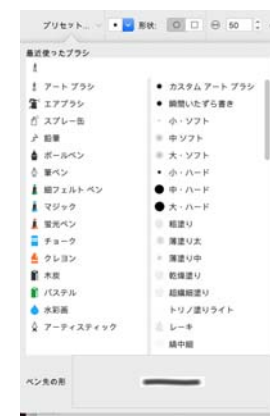 プリセット... 形状: 50
最近使ったブラシ
アート ブラシ
エアブラシ
スプレー缶
鉛筆
ボールペン
筆ペン
細フェルト ペン
マジック
蛍光ペン
チョーク
クレヨン
木炭
パステル
水彩画
アーティスティック
カスタム アート ブラシ
瞬間いたずら書き
小・ソフト
中ソフト
大・ソフト
小・ハード
中・ハード
大・ハード
粗塗り
薄塗り太
薄塗り中
乾燥塗り
超繊細塗り
トリノ塗りライト
レーキ
縞中細
ペン先の形